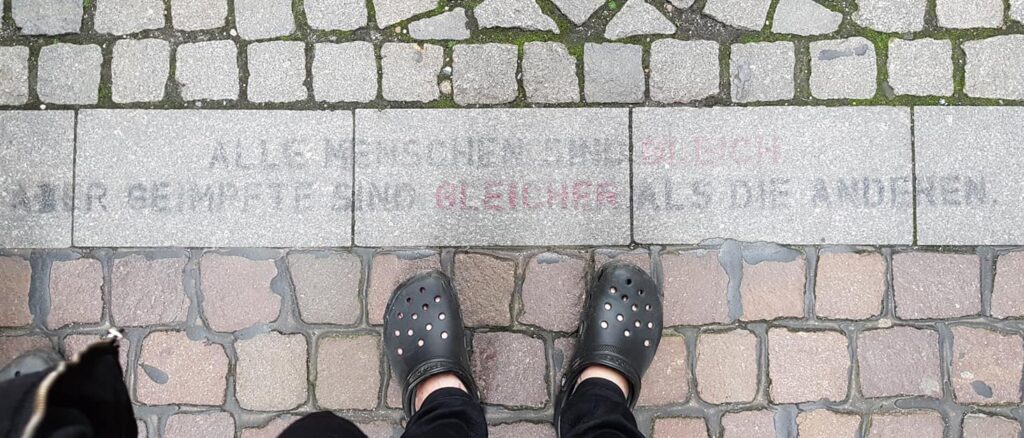 ALLE MENSCHEN SIND GLEICH
ABER GEIMPFTE SIND GLEICHER ALS DIE ANDEREN.